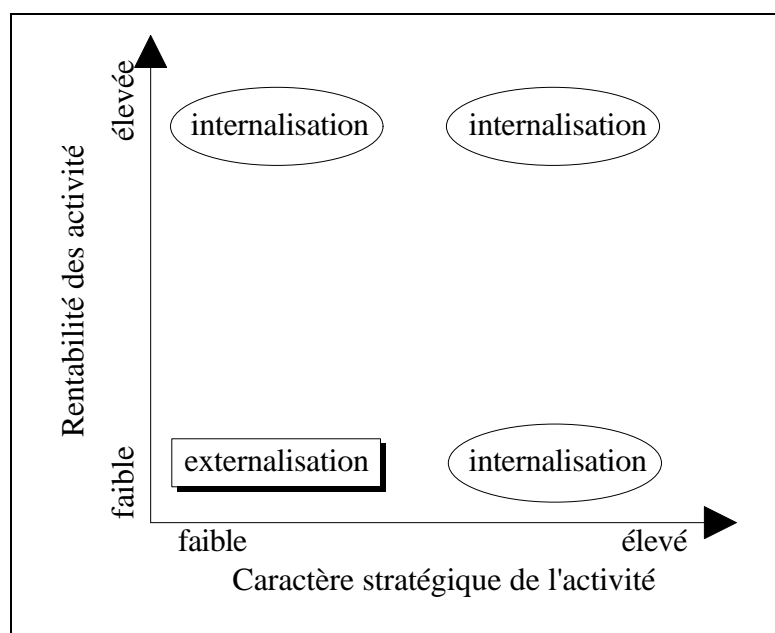 élevée
internalisation
internalisation
Rentabilité des activité
externalisation
internalisation
faible
faible
élevé
Caractère stratégique de l'activité